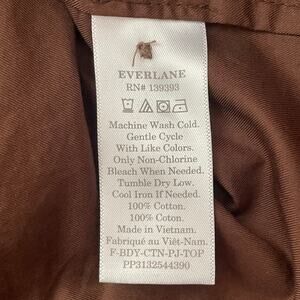 EVERLANE
RN# 139393
Machine Wash Cold.
Gentle Cycle
With Like Colors.
Only Non-Chlorine
Bleach When Needed.
Tumble Dry Low.
Cool Iron If Needed.
100% Cotton.
100% Coton.
Made in Vietnam.
Fabriqué au Viêt-Nam.
F-BDY-CTN-PJ-TOP
PP3132544390